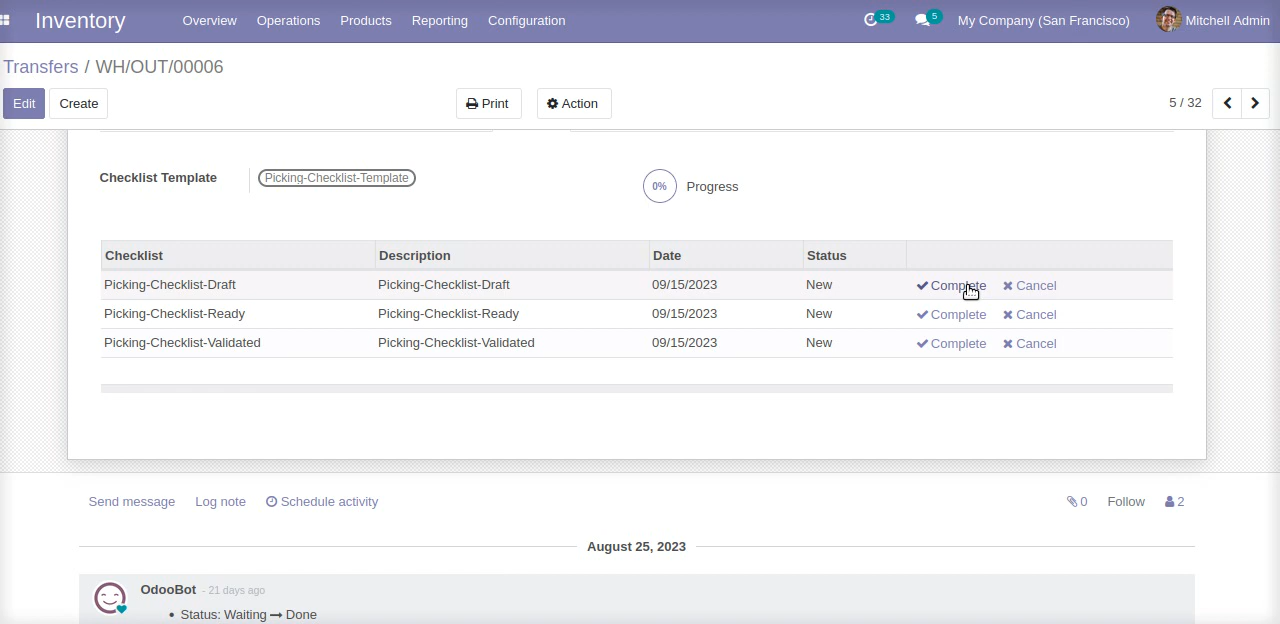 Inventory Overview Operations Products Reporting Configuration 33 5 My Company (San Francisco) Mitchell Admin
Transfers / WH/OUT/00006
Edit Create Print Action 5 / 32
Checklist Template Picking-Checklist-Template 0% Progress
Checklist Description Date Status
Picking-Checklist-Draft Picking-Checklist-Draft 09/15/2023 New Complete Cancel
Picking-Checklist-Ready Picking-Checklist-Ready 09/15/2023 New Complete Cancel
Picking-Checklist-Validated Picking-Checklist-Validated 09/15/2023 New Complete Cancel
Send message Log note Schedule activity 0 Follow 2
August 25, 2023
OdooBot - 21 days ago
• Status: Waiting → Done